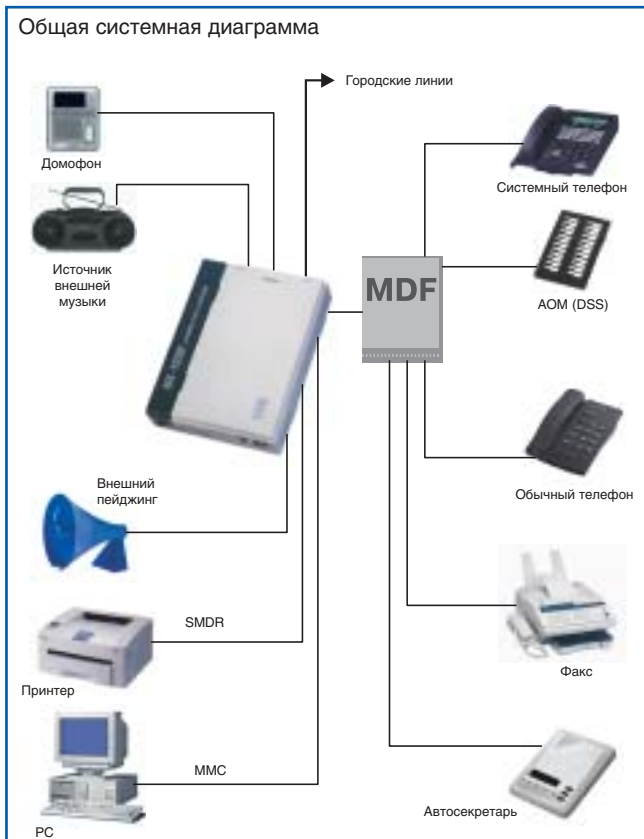 Общая системная диаграмма
Городские линии
Домофон
Источник
внешней
музыки
MDF
Системный телефон
AOM (DSS)
Обычный телефон
Внешний
пейджинг
SMDR
Принтер
Факс
MMC
PC
Автосекретарь